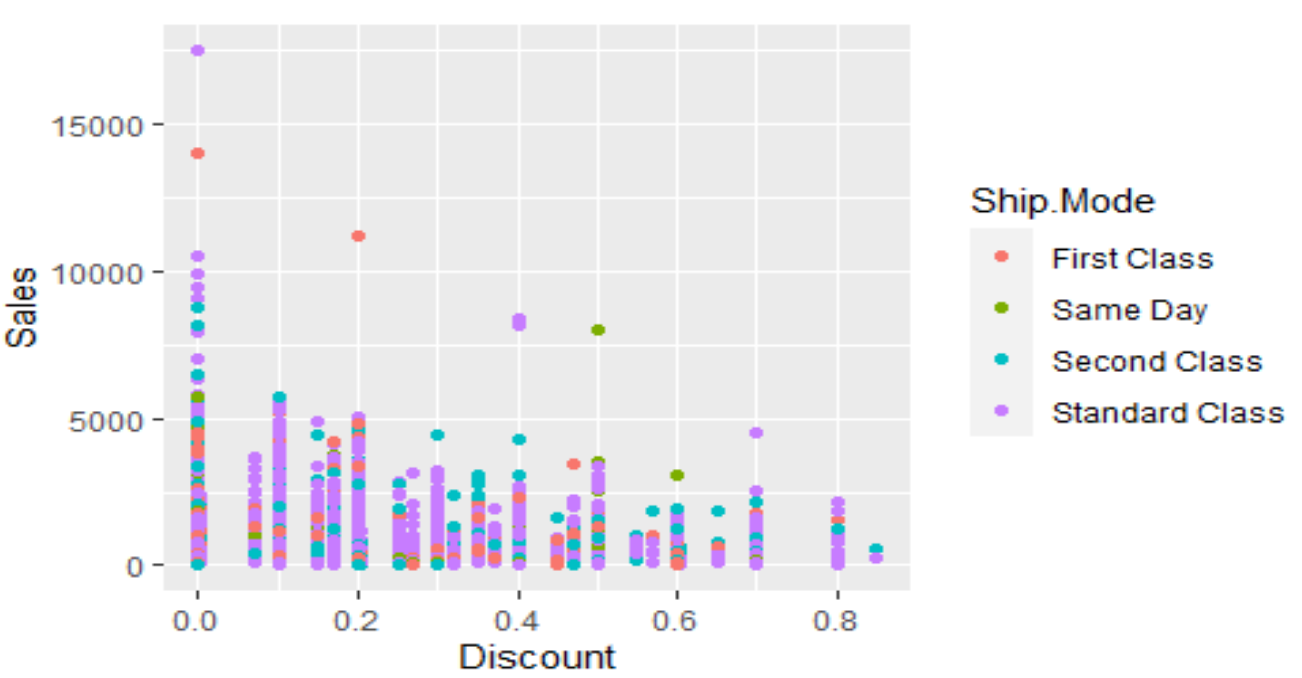 15000
10000
5000
0
Sales
0.0 0.2 0.4 0.6 0.8
Discount
Ship.Mode
First Class
Same Day
Second Class
Standard Class